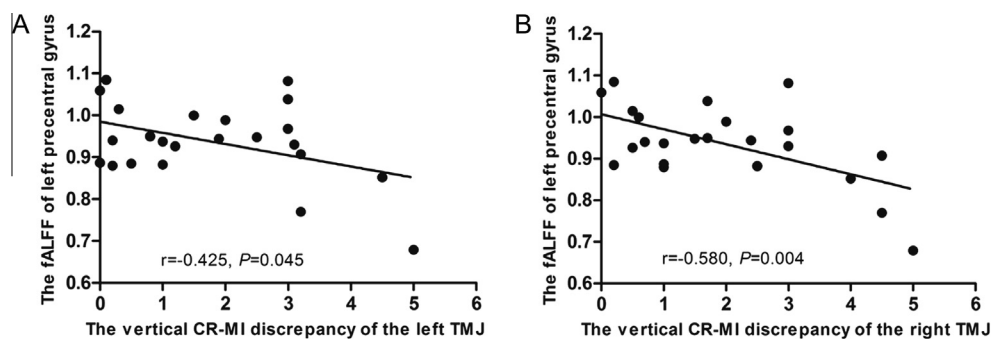 A
The fALFF of left precentral gyrus
1.2
1.1
1.0
0.9
0.8
0.7
0.6
r=-0.425, P=0.045
0 1 2 3 4 5 6
The vertical CR-MI discrepancy of the left TMJ
B
The fALFF of left precentral gyrus
1.2
1.1
1.0
0.9
0.8
0.7
0.6
r=-0.580, P=0.004
0 1 2 3 4 5 6
The vertical CR-MI discrepancy of the right TMJ